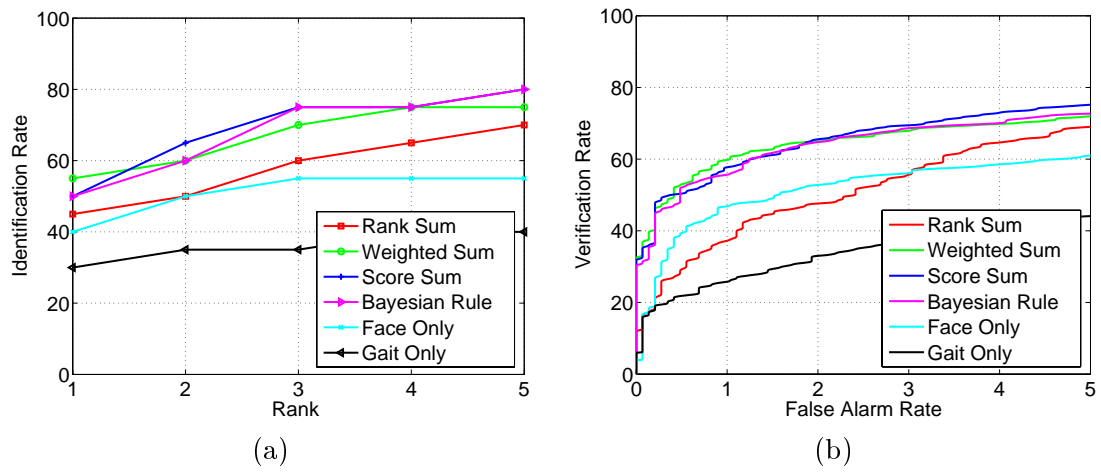 100
80
60
40
20
0
Identification Rate
1 2 3 4 5
Rank
Rank Sum
Weighted Sum
Score Sum
Bayesian Rule
Face Only
Gait Only
(a)
100
80
60
40
20
0
Verification Rate
0 1 2 3 4 5
False Alarm Rate
Rank Sum
Weighted Sum
Score Sum
Bayesian Rule
Face Only
Gait Only
(b)